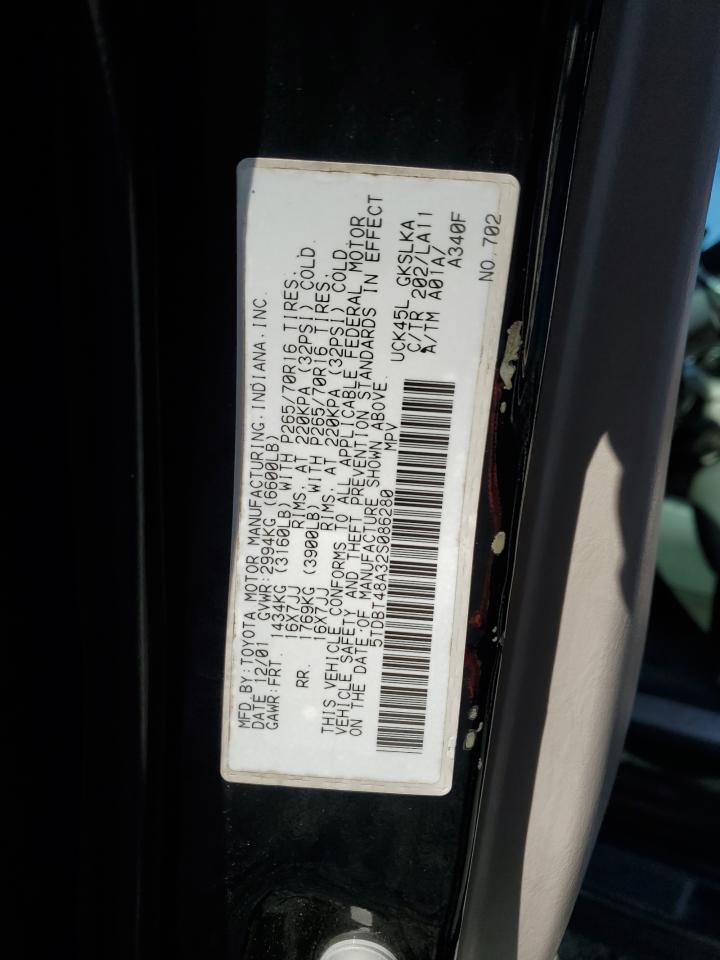 MFD.BY:TOYOTA MOTOR MANUFACTURING.INDIANA.INC.
DATE 12/01 GVWR:2994KG (6600LB)
GAWR:FRT. 1434KG (3160LB) WITH P265/70R16 TIRES.
16X7JJ RIMS, AT 220KPA (32PSI) COLD.
RR. 1769KG (3900LB) WITH P265/70R16 TIRES.
16X7JJ RIMS, AT 220KPA (32PSI) COLD.
THIS VEHICLE CONFORMS TO ALL APPLICABLE FEDERAL MOTOR
VEHICLE SAFETY AND THEFT PREVENTION STANDARDS IN EFFECT
ON THE DATE OF MANUFACTURE SHOWN ABOVE.
5TDBT48A32S086280 MPV
UCK45L GKSLKA
C/TR 202/LA11
A/TM A01A/
A340F
NO.702